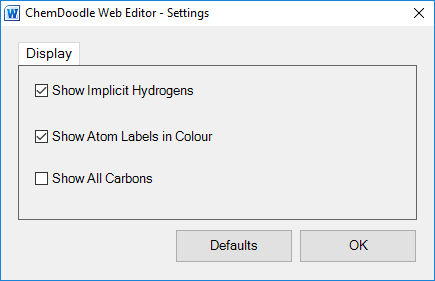 ChemDoodle Web Editor - Settings
Display
Show Implicit Hydrogens
Show Atom Labels in Colour
Show All Carbons
Defaults
OK